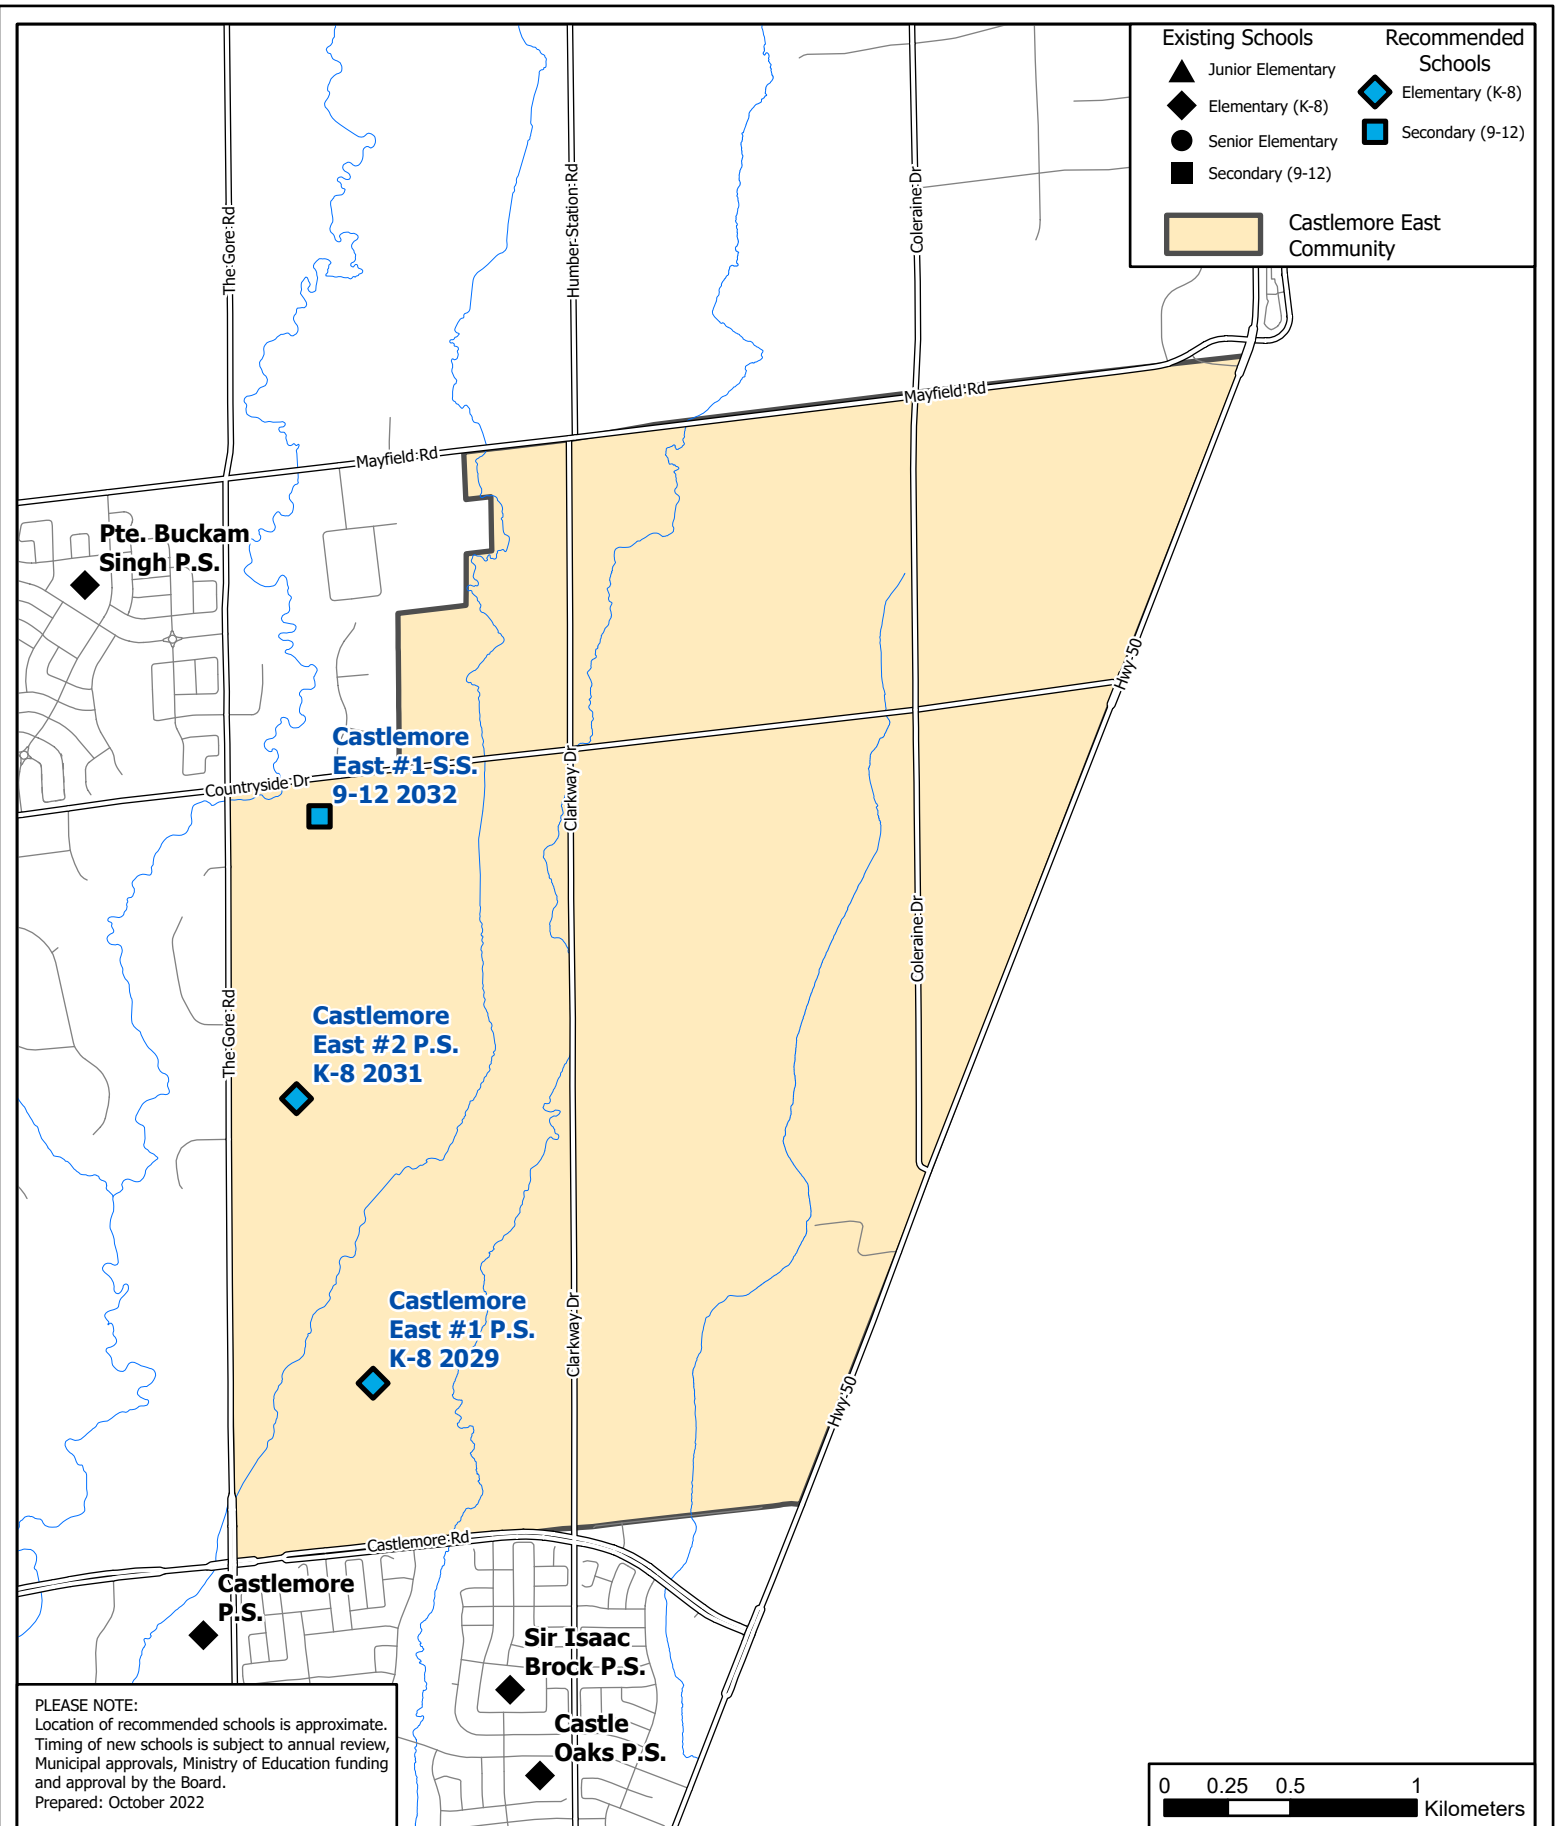 Existing Schools
Junior Elementary
Elementary (K-8)
Senior Elementary
Secondary (9-12)
Recommended
Schools
Elementary (K-8)
Secondary (9-12)
Castlemore East
Community
The Gore Rd
Humber Station Rd
Coleraine Dr
Mayfield Rd
Mayfield Rd
Pte. Buckam
Singh P.S.
Hwy 50
Castlemore
East #1 S.S.
9-12 2032
Countryside Dr
Clarkway Dr
Coleraine Dr
The Gore Rd
Castlemore
East #2 P.S.
K-8 2031
Castlemore
East #1 P.S.
K-8 2029
Clarkway Dr
Hwy 50
Castlemore Rd
Castlemore
P.S.
Sir Isaac
Brock P.S.
Castle
Oaks P.S.
PLEASE NOTE:
Location of recommended schools is approximate.
Timing of new schools is subject to annual review,
Municipal approvals, Ministry of Education funding
and approval by the Board.
Prepared: October 2022
0 0.25 0.5 1
Kilometers